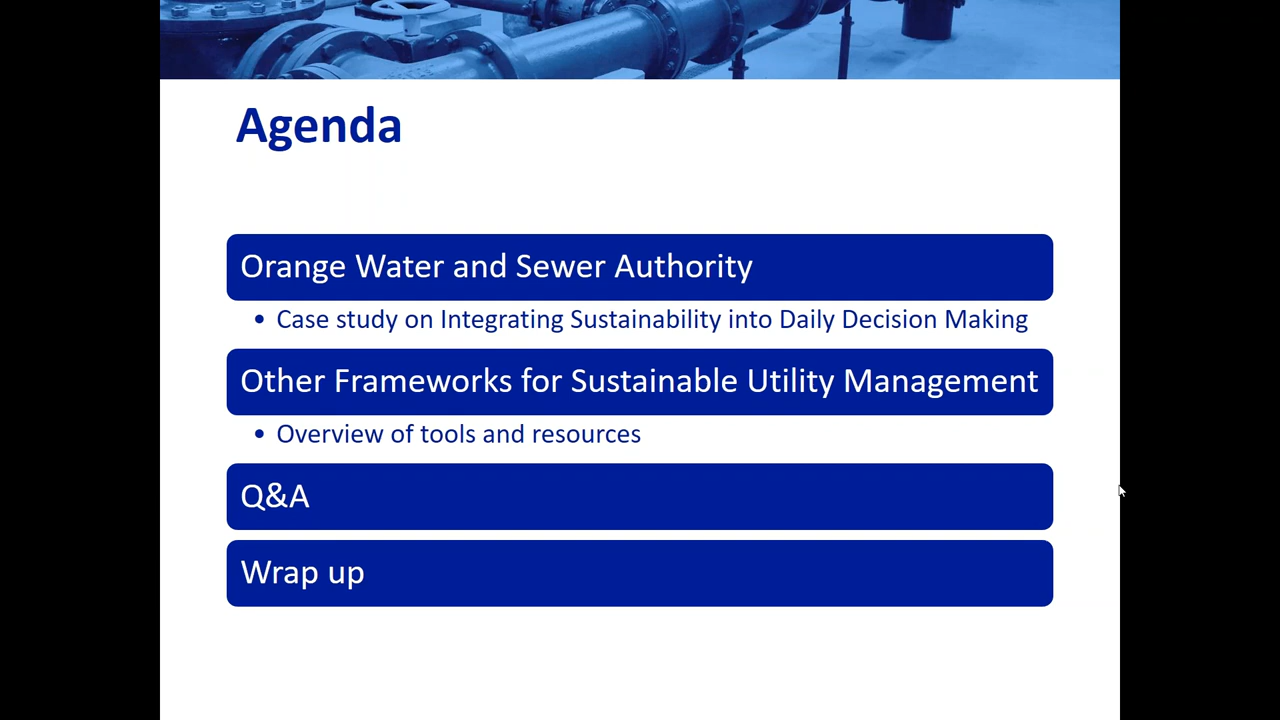 Agenda
Orange Water and Sewer Authority
• Case study on Integrating Sustainability into Daily Decision Making
Other Frameworks for Sustainable Utility Management
• Overview of tools and resources
Q&A
Wrap up